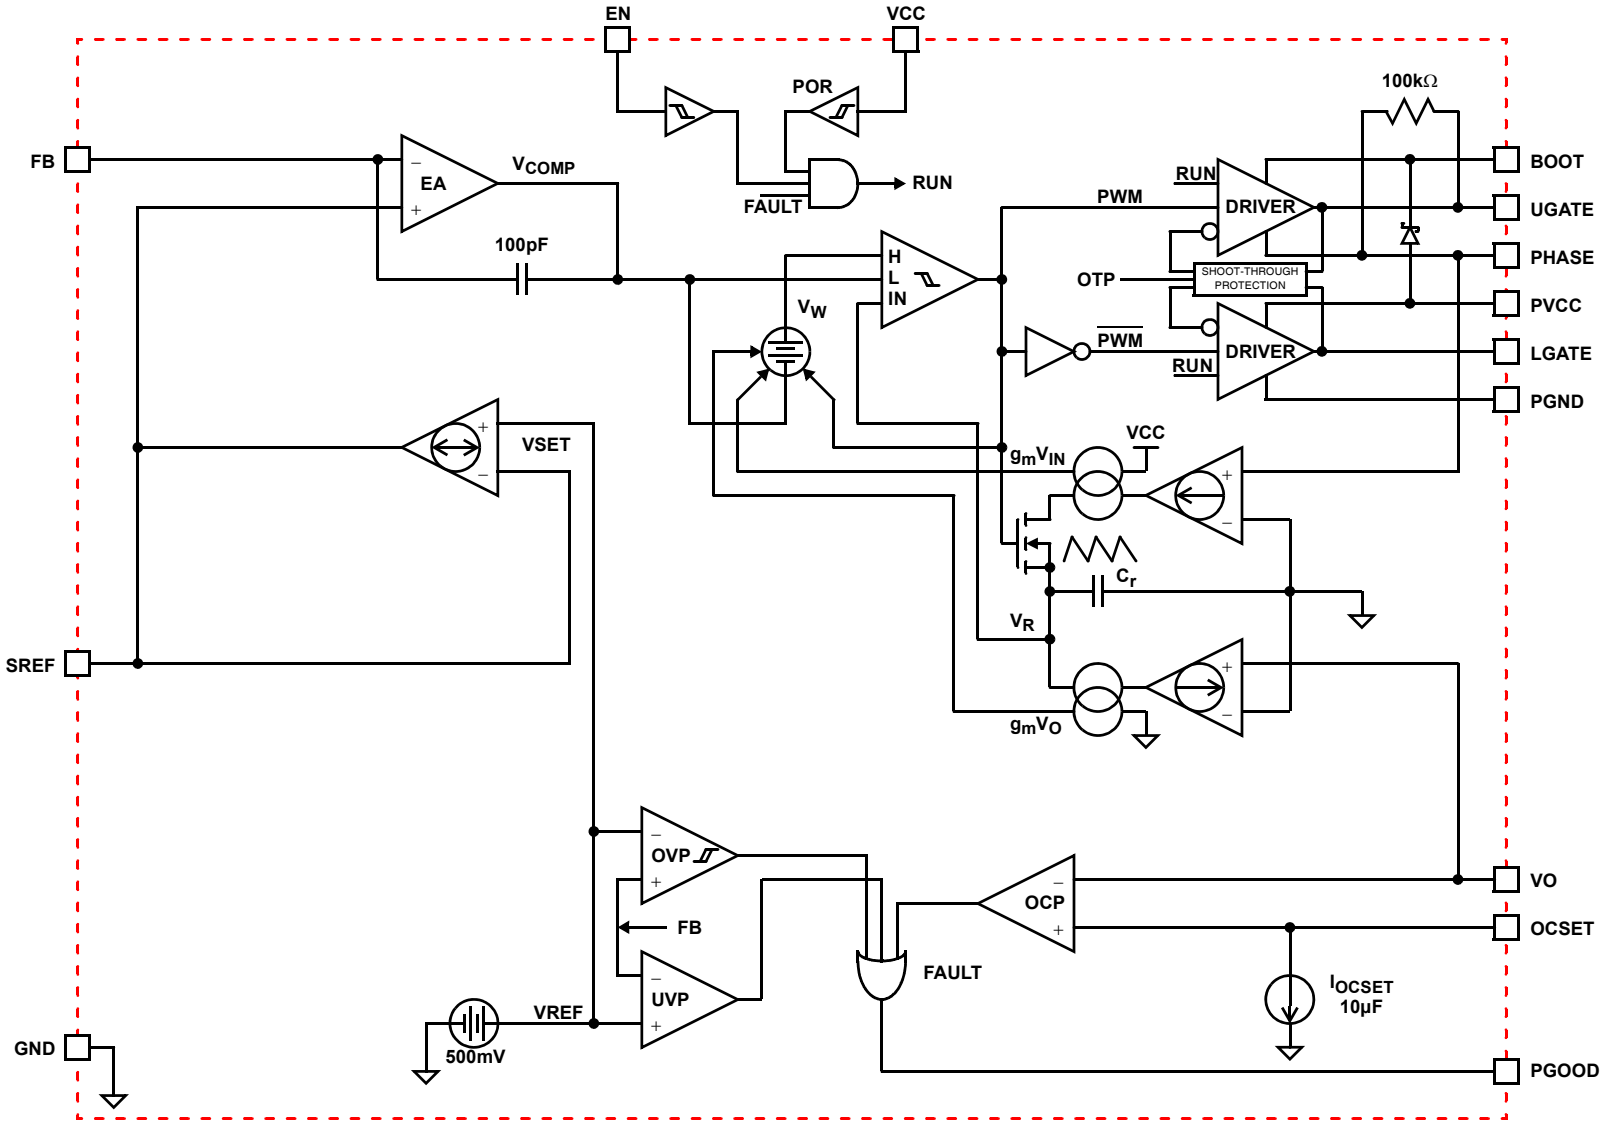 EN
VCC
POR
100kΩ
FB
− EA +
VCOMP
RUN
FAULT
BOOT
RUN
PWM
DRIVER
UGATE
100pF
H
L
IN
PHASE
OTP
SHOOT-THROUGH
PROTECTION
VW
PVCC
PWM
DRIVER
LGATE
RUN
PGND
+
VSET
−
VCC
gmVIN
+
−
Cr
VR
SREF
+
−
gmVO
−
OVP
+
FB
−
UVP
+
VREF
500mV
−
OCP
+
VO
OCSET
FAULT
IOCSET
10µF
GND
PGOOD